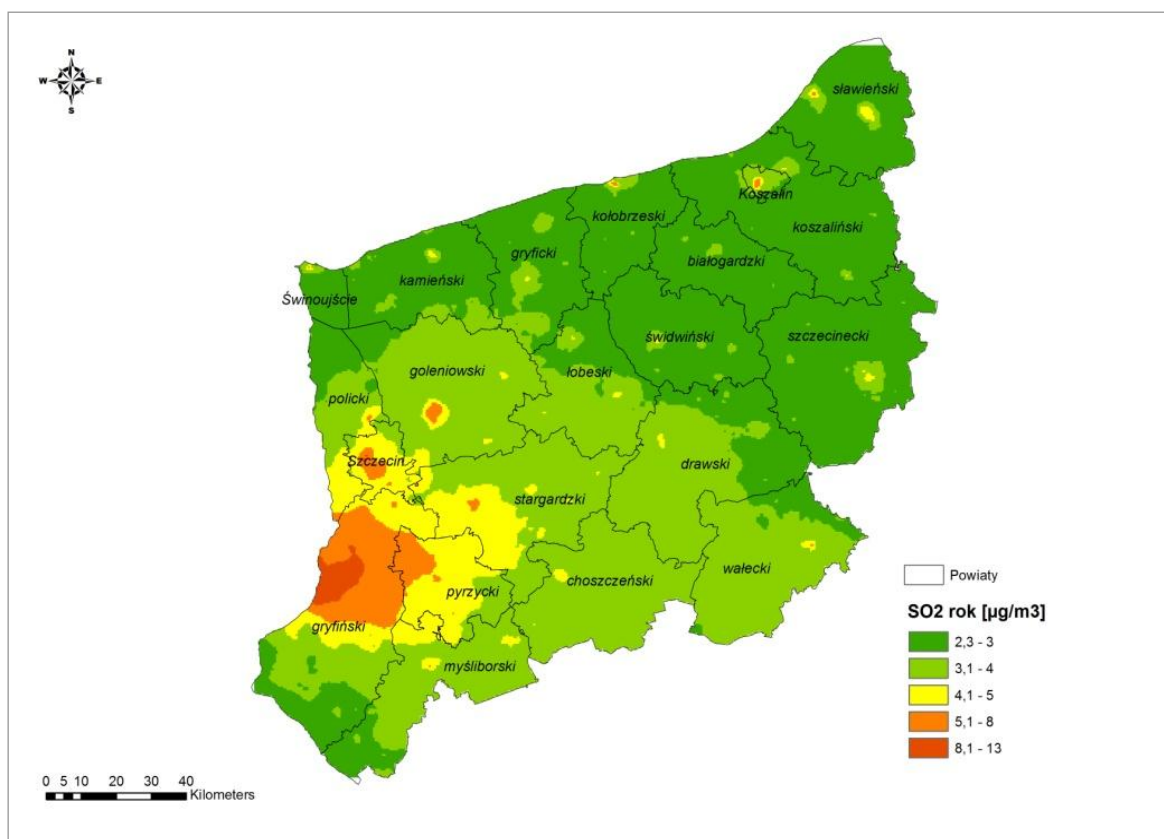 N
W E
S
sławieński
Koszalin
kołobrzeski
koszaliński
gryficki
białogardzki
kamieński
Świnoujście
świdwiński
szczecinecki
goleniowski
łobeski
policki
Szczecin
drawski
stargardzki
wałecki
choszczeński
pyrzycki
gryfiński
myśliborski
Powiaty
SO2 rok [µg/m3]
2,3 - 3
3,1 - 4
4,1 - 5
5,1 - 8
8,1 - 13
0 5 10 20 30 40
Kilometers